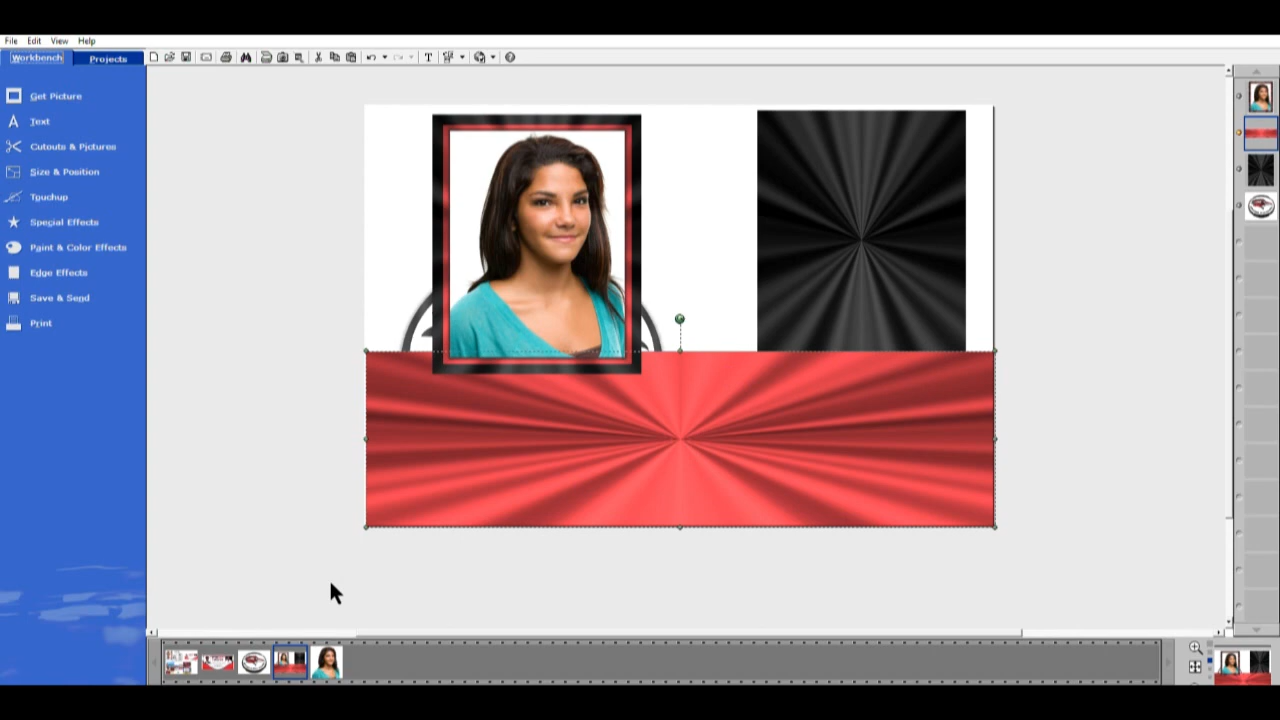 File Edit View Help
Workbench Projects
T
Get Picture
A Text
Cutouts & Pictures
Size & Position
Touchup
Special Effects
Paint & Color Effects
Edge Effects
Save & Send
Print